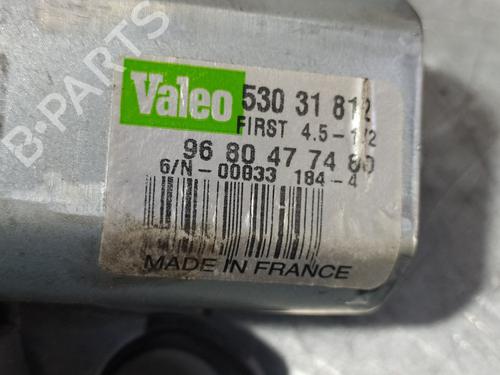 B-PARTS
Valeo 530 31 812
FIRST 4.5 - 1/2
96 80 47 74 80
6/N - 00833 184-4
MADE IN FRANCE